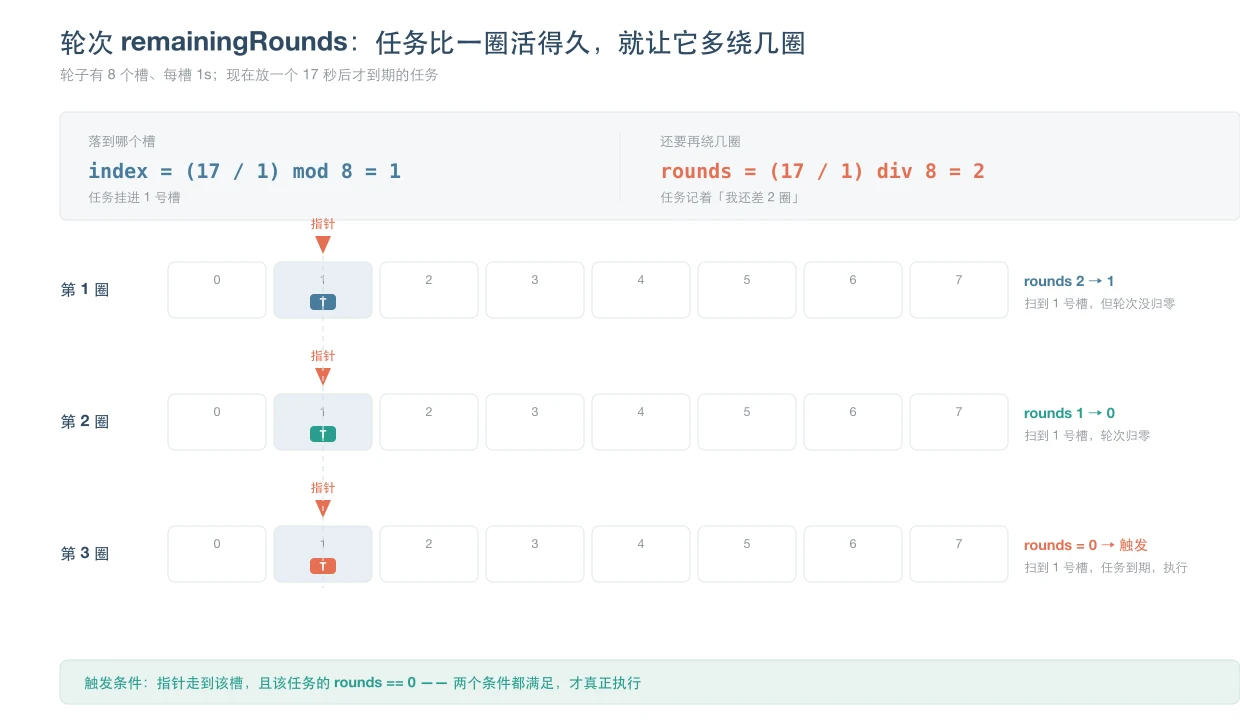 轮次 remainingRounds：任务比一圈活得久，就让它多绕几圈
轮子有 8 个槽、每槽 1s；现在放一个 17 秒后才到期的任务
落到哪个槽
index = (17 / 1) mod 8 = 1
任务挂进 1 号槽
还要再绕几圈
rounds = (17 / 1) div 8 = 2
任务记着「我还差 2 圈」
指针
第 1 圈
0 1 2 3 4 5 6 7
T
rounds 2 → 1
扫到 1 号槽，但轮次没归零
指针
第 2 圈
0 1 2 3 4 5 6 7
T
rounds 1 → 0
扫到 1 号槽，轮次归零
指针
第 3 圈
0 1 2 3 4 5 6 7
T
rounds = 0 → 触发
扫到 1 号槽，任务到期，执行
触发条件：指针走到该槽，且该任务的 rounds == 0 —— 两个条件都满足，才真正执行